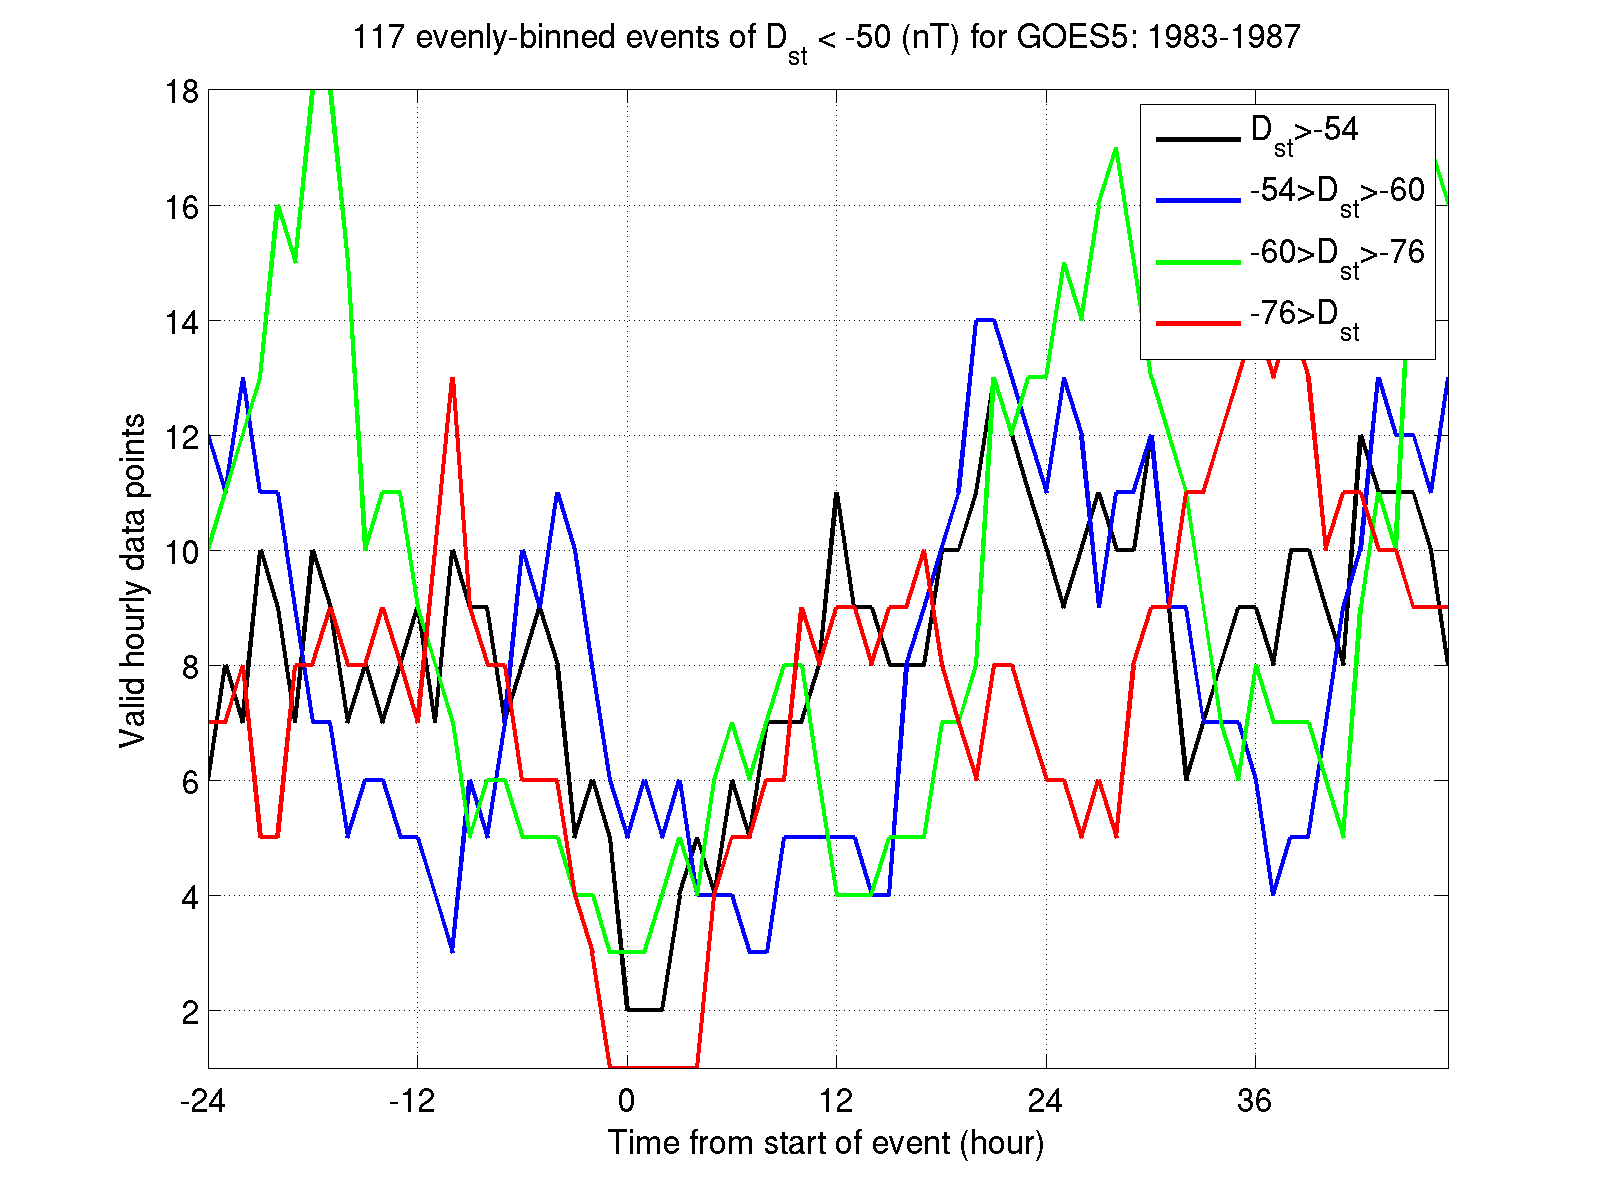 117 evenly-binned events of Dst < -50 (nT) for GOES5: 1983-1987
18
16
14
12
10
8
6
4
2
Valid hourly data points
Dst>-54
-54>Dst>-60
-60>Dst>-76
-76>Dst
-24
-12
0
12
24
36
Time from start of event (hour)